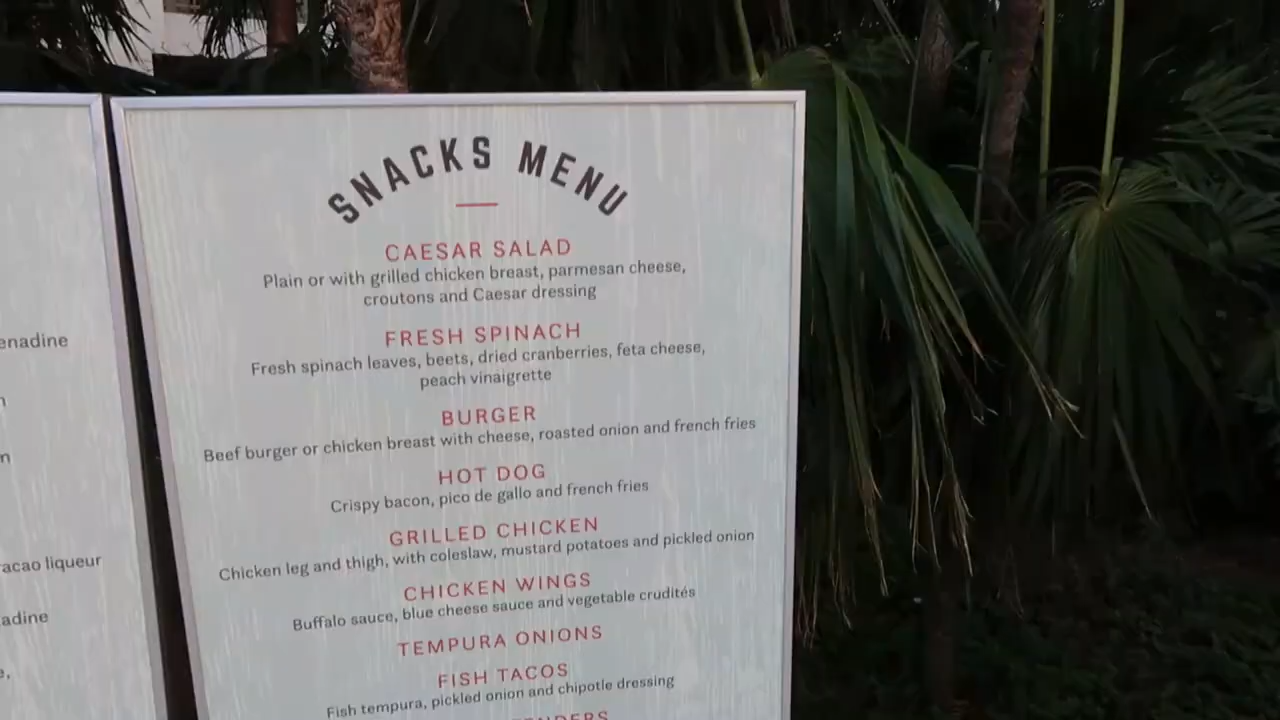 enadine
acao liqueur
adine
SNACKS MENU
CAESAR SALAD
Plain or with grilled chicken breast, parmesan cheese,
croutons and Caesar dressing
FRESH SPINACH
Fresh spinach leaves, beets, dried cranberries, feta cheese,
peach vinaigrette
BURGER
Beef burger or chicken breast with cheese, roasted onion and french fries
HOT DOG
Crispy bacon, pico de gallo and french fries
GRILLED CHICKEN
Chicken leg and thigh, with coleslaw, mustard potatoes and pickled onion
CHICKEN WINGS
Buffalo sauce, blue cheese sauce and vegetable crudités
TEMPURA ONIONS
FISH TACOS
Fish tempura, pickled onion and chipotle dressing